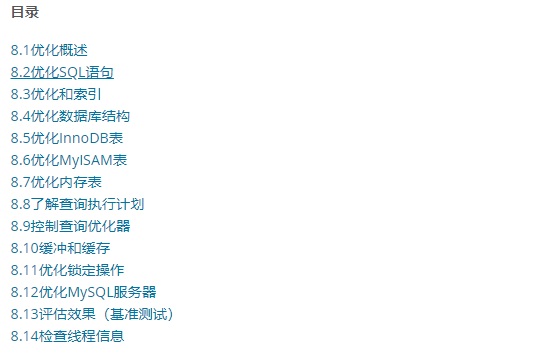 目录
8.1优化概述
8.2优化SQL语句
8.3优化和索引
8.4优化数据库结构
8.5优化InnoDB表
8.6优化MyISAM表
8.7优化内存表
8.8了解查询执行计划
8.9控制查询优化器
8.10缓冲和缓存
8.11优化锁定操作
8.12优化MySQL服务器
8.13评估效果（基准测试）
8.14检查线程信息